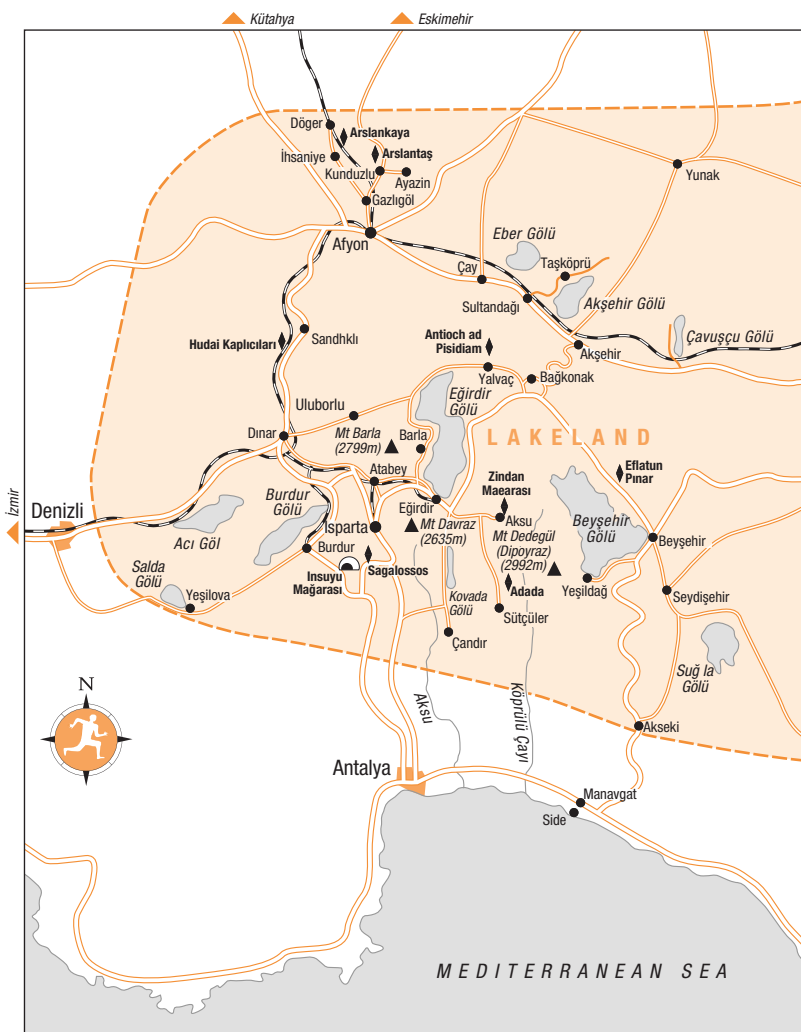 Kütahya
Eskimehir
Döger
Arslankaya
Arslantaş
İhsaniye
Kunduzlu
Ayazin
Yunak
Gazlıgöl
Afyon
Eber Gölü
Taşköprü
Çay
Akşehir Gölü
Sultandağı
Çavuşçu Gölü
Hudai Kaplıcıları
Sandhklı
Antioch ad
Pisidiam
Akşehir
Yalvaç
Bağkonak
Eğirdir
Gölü
Uluborlu
LAKELAND
Dınar
Mt Barla
(2799m)
Barla
Atabey
Zindan
Maearası
Eflatun
Pınar
İzmir
Denizli
Burdur
Gölü
Eğirdir
Isparta
Mt Davraz
(2635m)
Aksu
Mt Dedegül
(Dipoyraz)
(2992m)
Beyşehir
Gölü
Beyşehir
Acı Göl
Burdur
Salda
Gölü
Insuyu
Mağarası
Sagalossos
Kovada
Gölü
Adada
Yeşildağ
Seydişehir
Yeşilova
Sütçüler
Çandır
Suğ la
Gölü
N
Aksu
Köprülü Çayı
Akseki
Antalya
Manavgat
Side
MEDITERRANEAN SEA